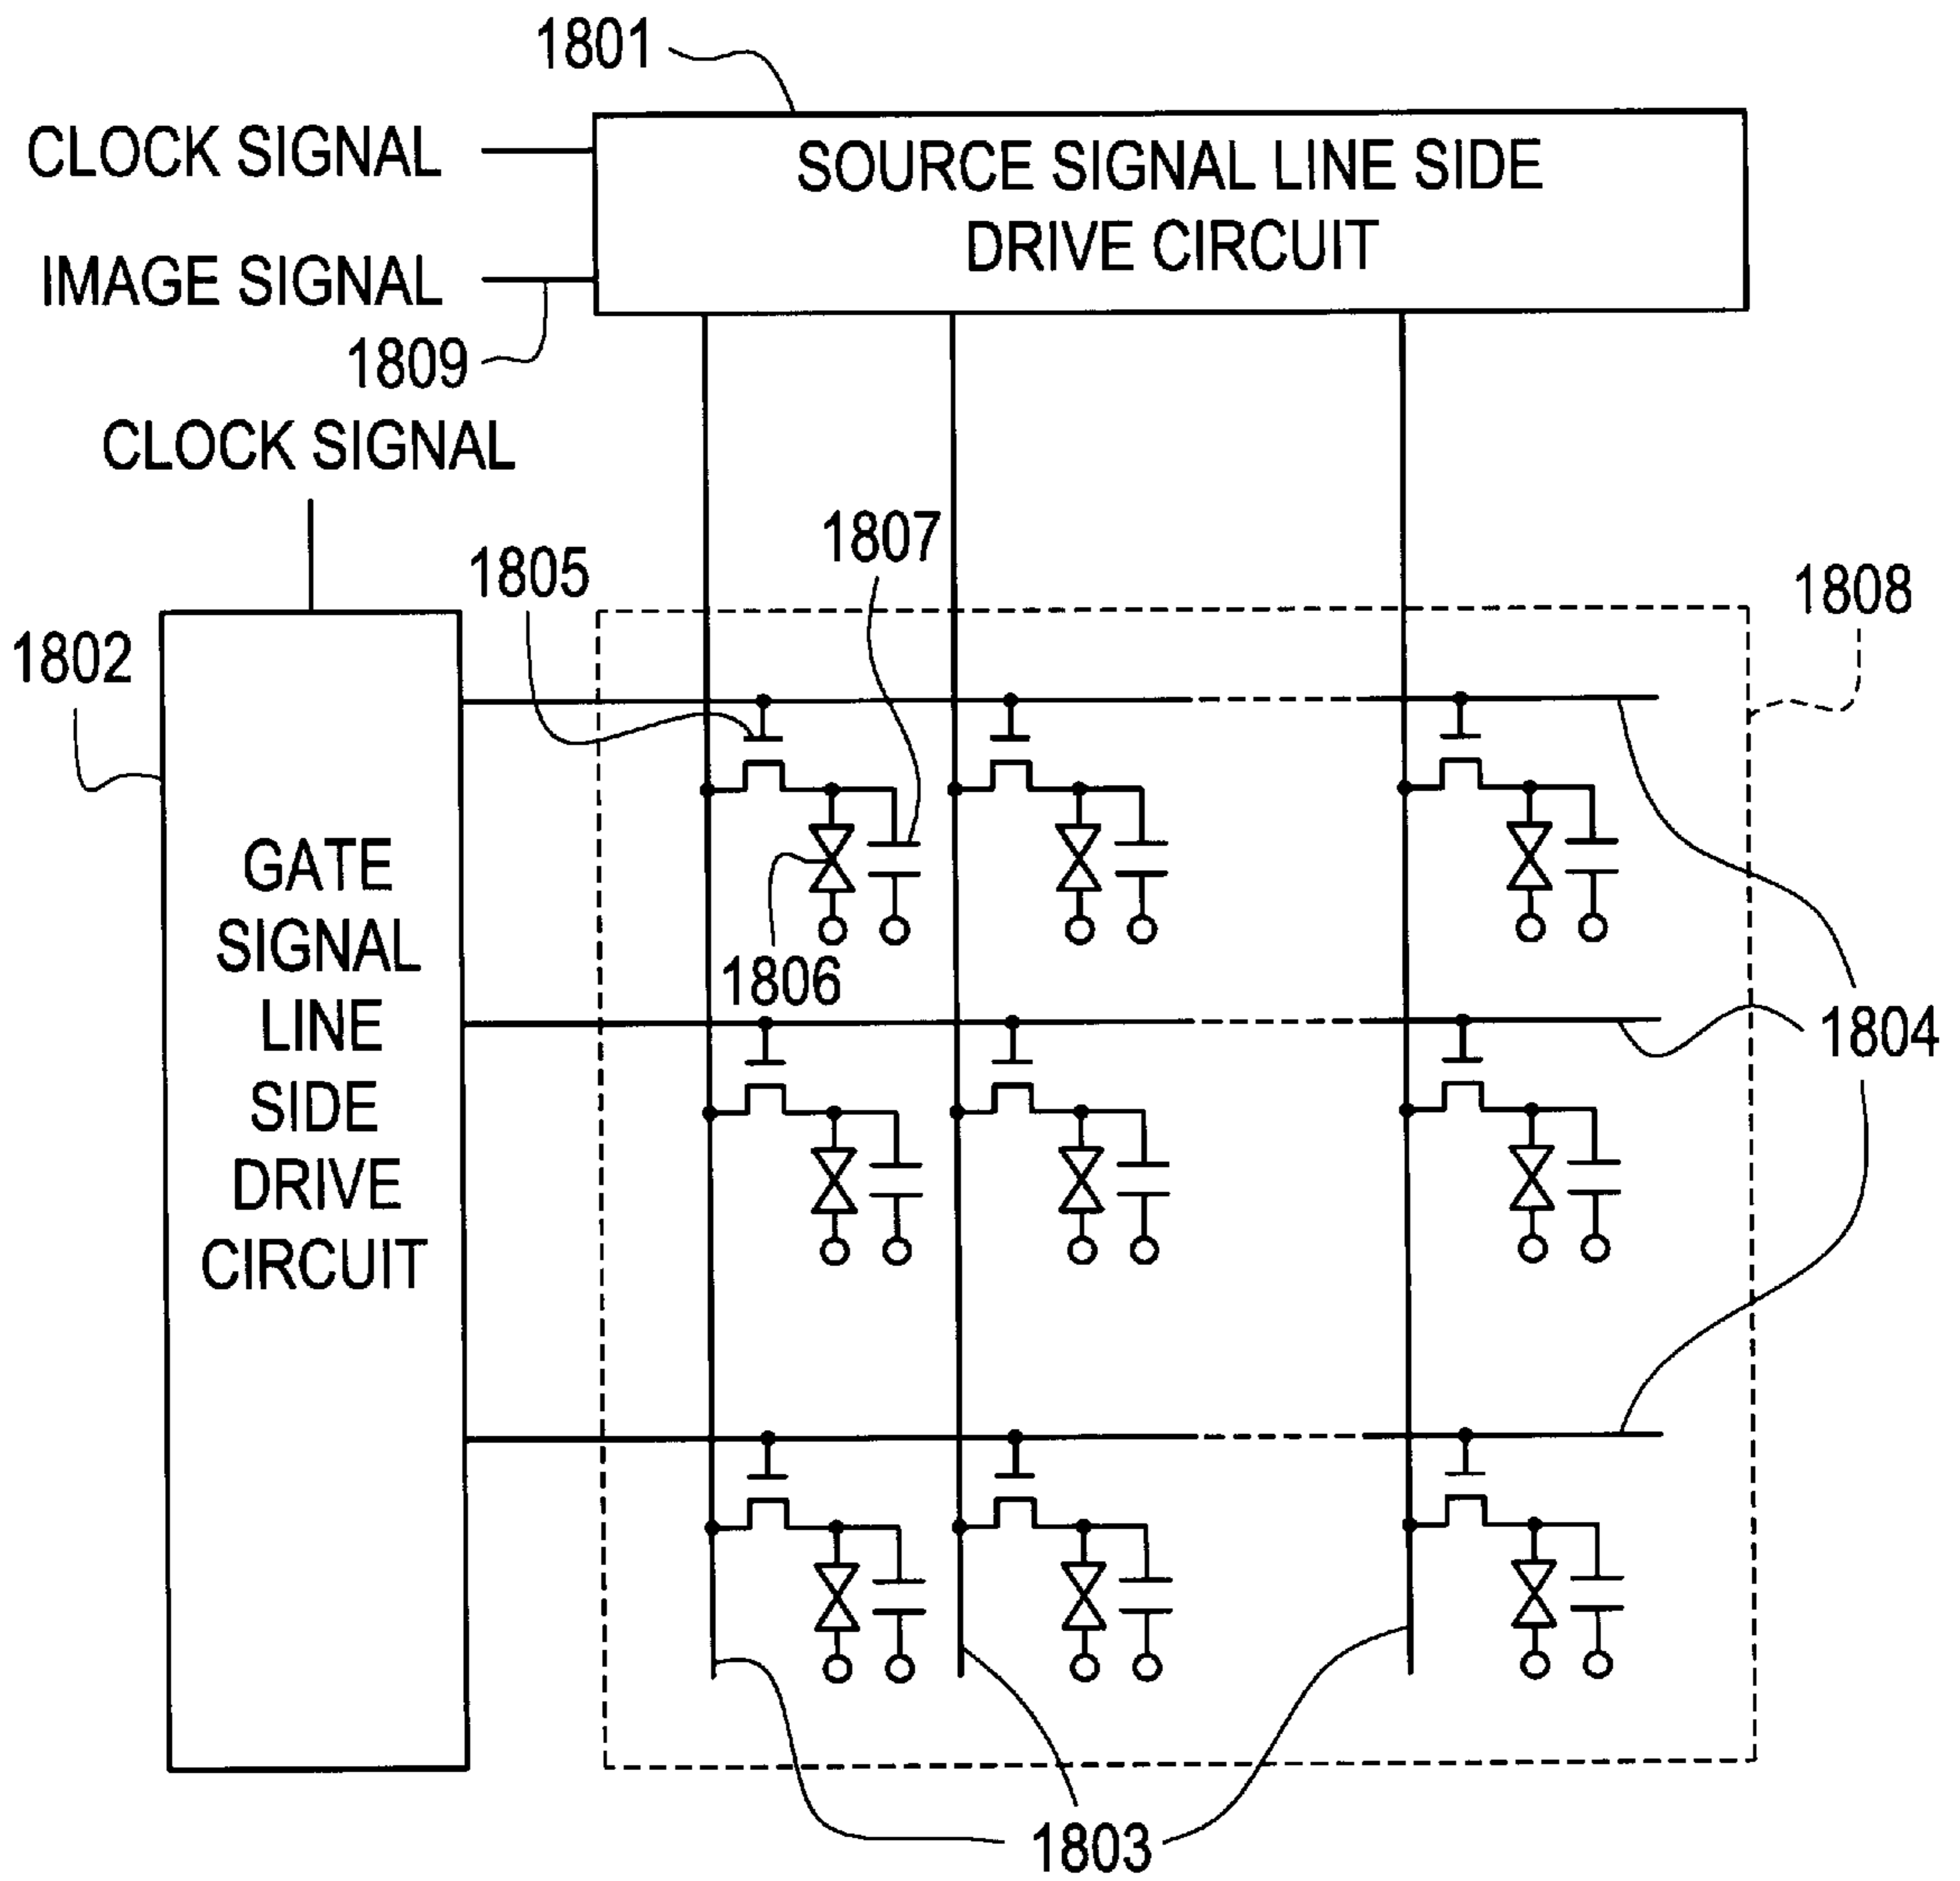 1801
CLOCK SIGNAL
SOURCE SIGNAL LINE SIDE
DRIVE CIRCUIT
IMAGE SIGNAL
1809
CLOCK SIGNAL
1807
1805
1808
1802
GATE
SIGNAL
LINE
SIDE
DRIVE
CIRCUIT
1806
1804
1803